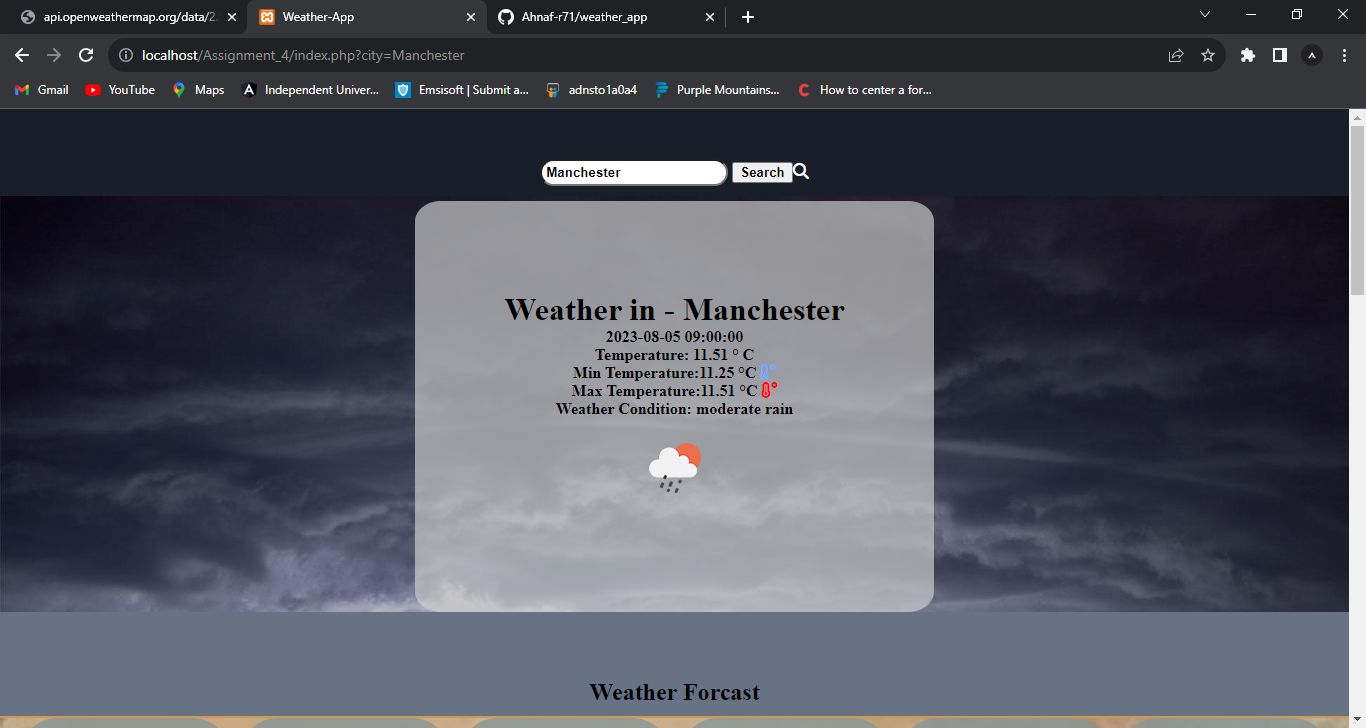 api.openweathermap.org/data/2.
Weather-App
Ahnaf-r71/weather_app
localhost/Assignment_4/index.php?city=Manchester
Gmail
YouTube
Maps
Independent Univer...
Emsisoft | Submit a...
adnsto1a0a4
Purple Mountains...
How to center a for...
Manchester
Search
Weather in - Manchester
2023-08-05 09:00:00
Temperature: 11.51 ° C
Min Temperature:11.25 °C
Max Temperature:11.51 °C
Weather Condition: moderate rain
Weather Forcast